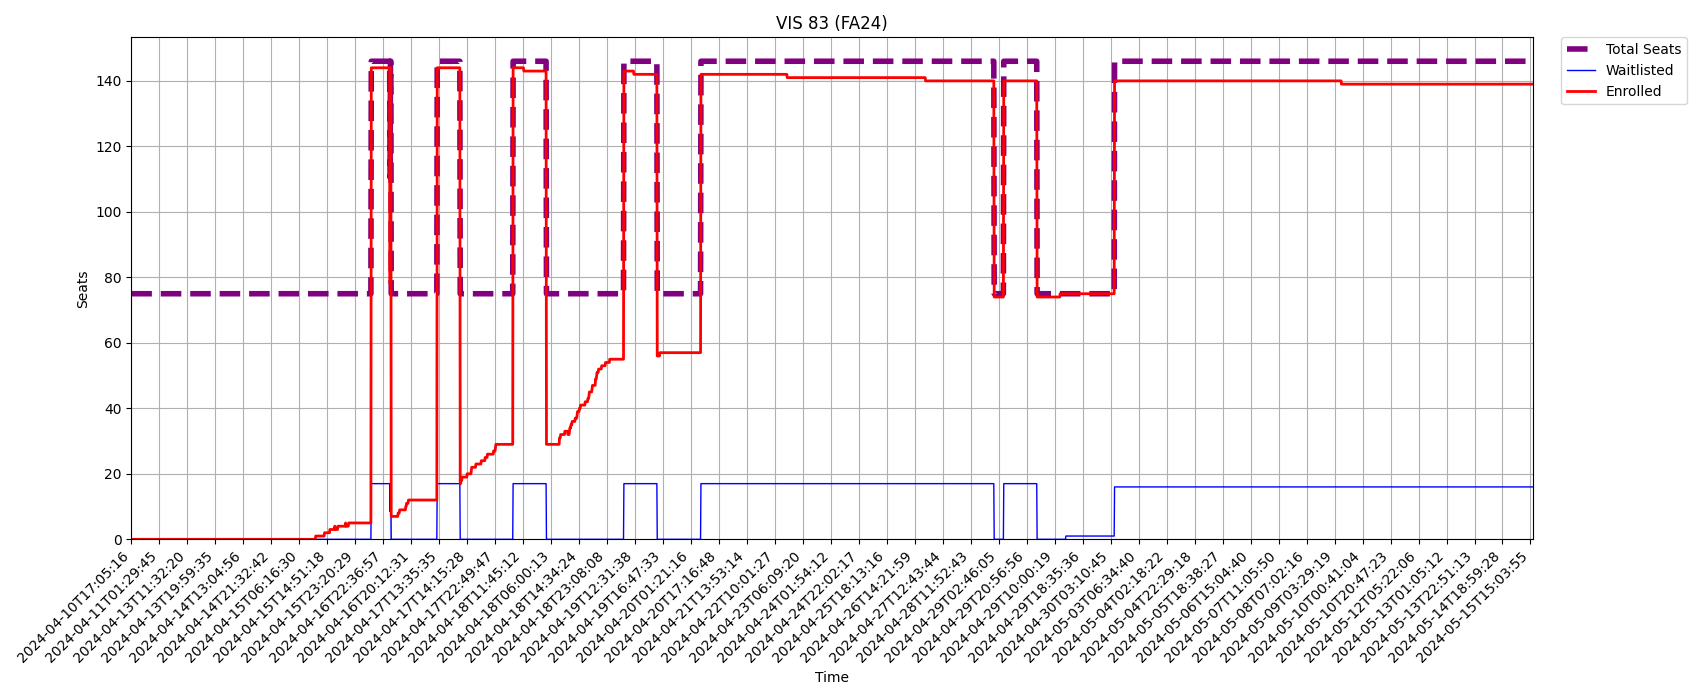 VIS 83 (FA24)
Total Seats
Waitlisted
Enrolled
Seats
140
120
100
80
60
40
20
0
2024-04-10T17:05:16
2024-04-11T01:29:45
2024-04-13T11:32:20
2024-04-13T19:59:35
2024-04-14T13:04:56
2024-04-14T21:32:42
2024-04-15T06:16:30
2024-04-15T14:51:18
2024-04-15T23:20:29
2024-04-16T22:36:57
2024-04-16T20:12:31
2024-04-17T13:35:35
2024-04-17T14:15:28
2024-04-17T22:49:47
2024-04-18T11:45:12
2024-04-18T06:00:13
2024-04-18T14:34:24
2024-04-18T23:08:08
2024-04-19T12:31:38
2024-04-19T16:47:33
2024-04-20T01:21:16
2024-04-20T17:16:48
2024-04-21T13:53:14
2024-04-22T10:01:27
2024-04-23T06:09:20
2024-04-24T01:54:12
2024-04-24T22:02:17
2024-04-25T18:13:16
2024-04-26T14:21:59
2024-04-27T12:43:44
2024-04-28T11:52:43
2024-04-29T02:46:05
2024-04-29T20:56:56
2024-04-29T10:00:19
2024-04-29T18:35:36
2024-04-30T03:10:45
2024-05-03T06:34:40
2024-05-04T02:18:22
2024-05-04T22:29:18
2024-05-05T18:38:27
2024-05-06T15:04:40
2024-05-07T11:05:50
2024-05-08T07:02:16
2024-05-09T03:29:19
2024-05-10T00:41:04
2024-05-10T20:47:23
2024-05-12T05:22:06
2024-05-13T01:05:12
2024-05-13T22:51:13
2024-05-14T18:59:28
2024-05-15T15:03:55
Time